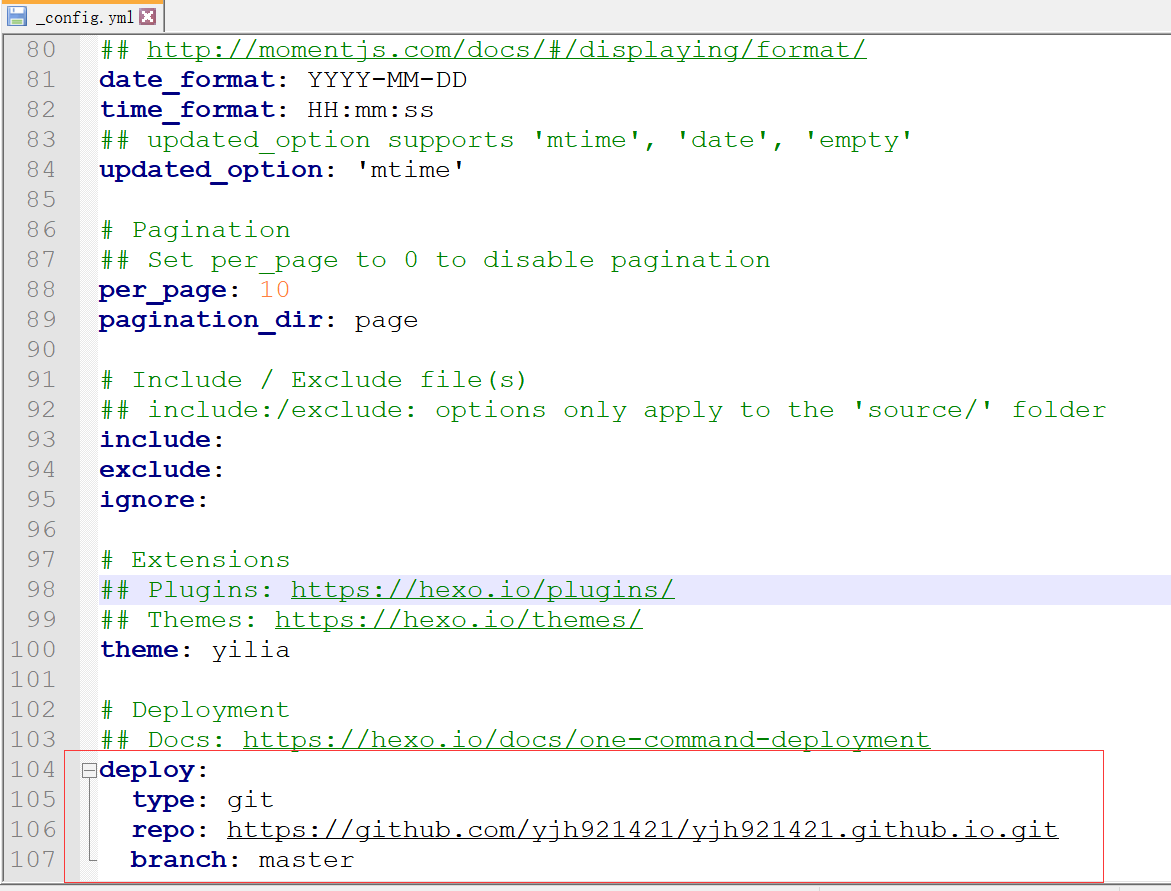 _config.yml
80 ## http://momentjs.com/docs/#/displaying/format/
81 date_format: YYYY-MM-DD
82 time_format: HH:mm:ss
83 ## updated_option supports 'mtime', 'date', 'empty'
84 updated_option: 'mtime'
85
86 # Pagination
87 ## Set per_page to 0 to disable pagination
88 per_page: 10
89 pagination_dir: page
90
91 # Include / Exclude file(s)
92 ## include:/exclude: options only apply to the 'source/' folder
93 include:
94 exclude:
95 ignore:
96
97 # Extensions
98 ## Plugins: https://hexo.io/plugins/
99 ## Themes: https://hexo.io/themes/
100 theme: yilia
101
102 # Deployment
103 ## Docs: https://hexo.io/docs/one-command-deployment
104 deploy:
105   type: git
106   repo: https://github.com/yjh921421/yjh921421.github.io.git
107   branch: master